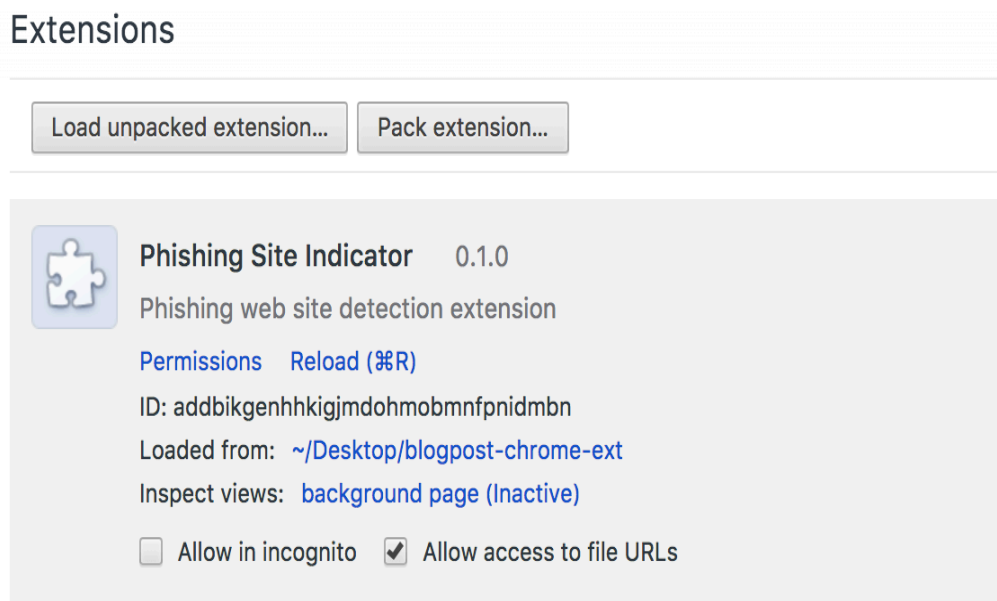 Extensions
Load unpacked extension... Pack extension...
Phishing Site Indicator 0.1.0
Phishing web site detection extension
Permissions Reload (⌘R)
ID: addbikgenhhkigjmdohmobmnfpnidmbn
Loaded from: ~/Desktop/blogpost-chrome-ext
Inspect views: background page (Inactive)
Allow in incognito Allow access to file URLs